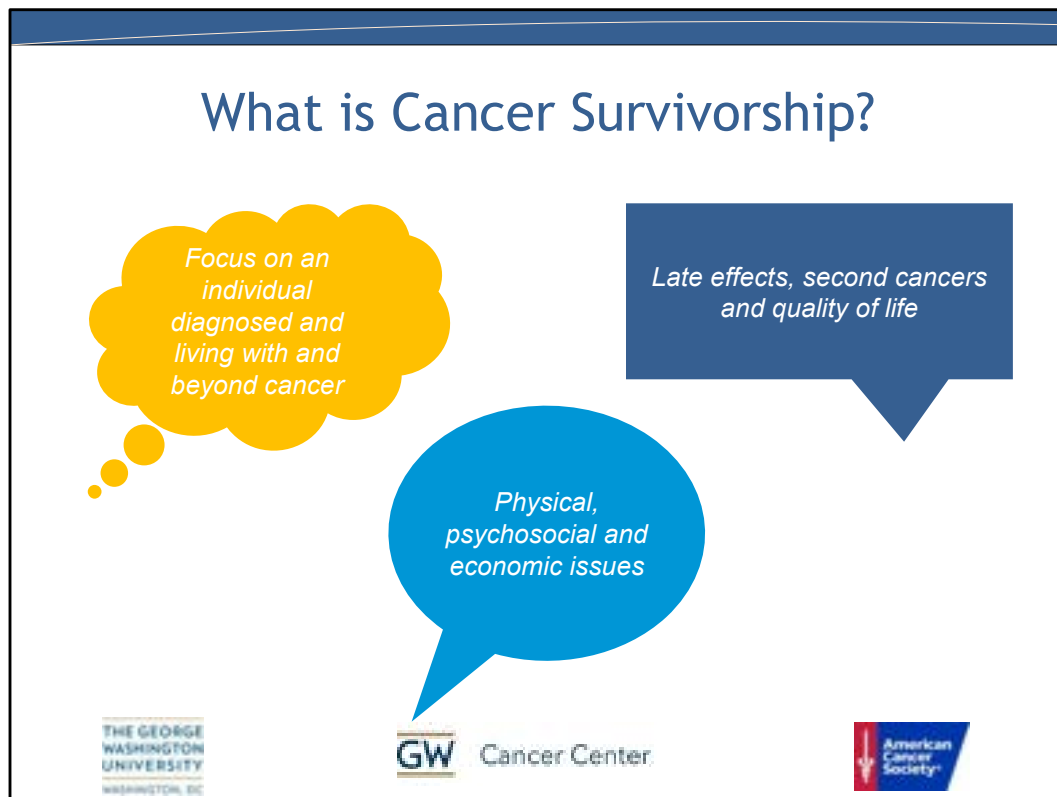 What is Cancer Survivorship?
Focus on an
individual
diagnosed and
living with and
beyond cancer
Late effects, second cancers
and quality of life
Physical,
psychosocial and
economic issues
THE GEORGE
WASHINGTON
UNIVERSITY
WASHINGTON, DC
GW Cancer Center
American
Cancer
Society®